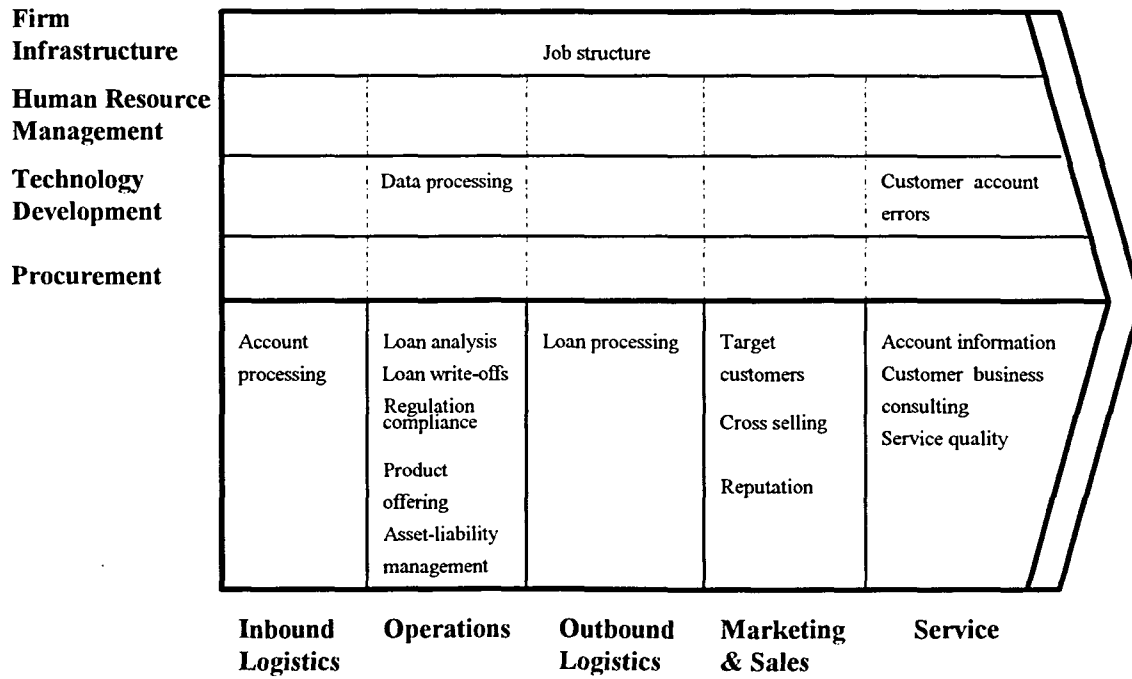 Firm
Infrastructure
Job structure
Human Resource
Management
Technology
Development
Data processing
Customer account
errors
Procurement
Account
processing
Loan analysis
Loan write-offs
Regulation
compliance
Product
offering
Asset-liability
management
Loan processing
Target
customers
Cross selling
Reputation
Account information
Customer business
consulting
Service quality
Inbound
Logistics
Operations
Outbound
Logistics
Marketing
& Sales
Service